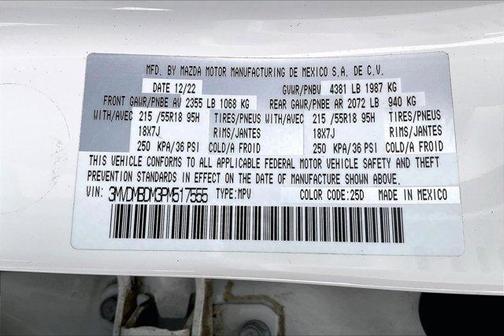 MFD. BY MAZDA MOTOR MANUFACTURING DE MEXICO S.A. DE C.V.
DATE 12/22 GVWR/PNBV 4381 LB 1987 KG
FRONT GAWR/PNBE AV 2355 LB 1068 KG REAR GAWR/PNBE AR 2072 LB 940 KG
WITH/AVEC 215 /55R18 95H TIRES/PNEUS WITH/AVEC 215 /55R18 95H TIRES/PNEUS
18X7J RIMS/JANTES 18X7J RIMS/JANTES
250 KPA/36 PSI COLD/A FROID 250 KPA/36 PSI COLD/A FROID
THIS VEHICLE CONFORMS TO ALL APPLICABLE FEDERAL MOTOR VEHICLE SAFETY AND THEFT
PREVENTION STANDARDS IN EFFECT ON THE DATE OF MANUFACTURE SHOWN ABOVE.
VIN: 3MVDMBDM3PM517555 TYPE:MPV COLOR CODE:25D MADE IN MEXICO